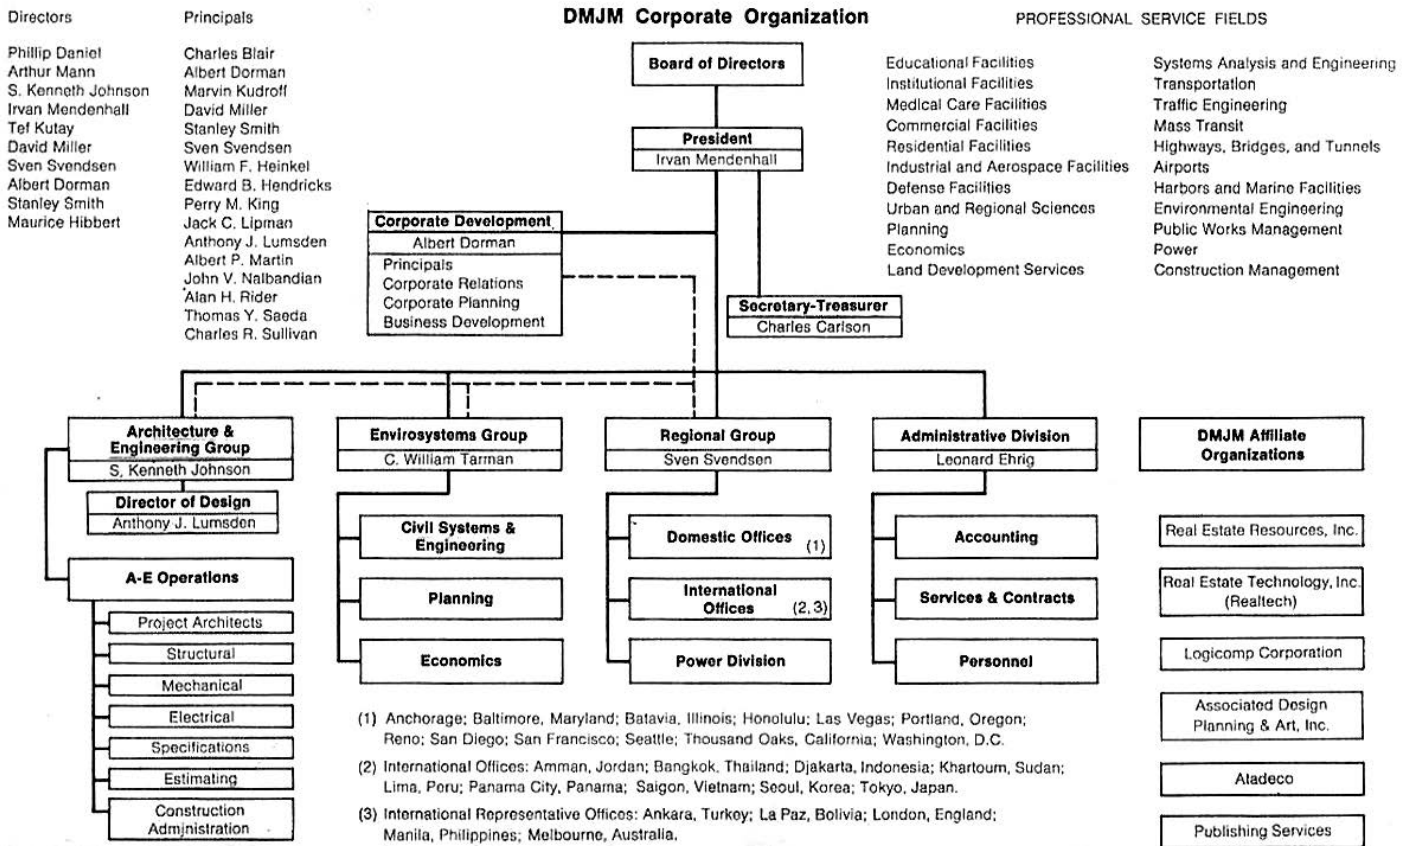 DMJM Corporate Organization
Directors
Phillip Daniel
Arthur Mann
S. Kenneth Johnson
Irvan Mendenhall
Tef Kutay
David Miller
Sven Svendsen
Albert Dorman
Stanley Smith
Maurice Hibbert
Principals
Charles Blair
Albert Dorman
Marvin Kudroff
David Miller
Stanley Smith
Sven Svendsen
William F. Heinkel
Edward B. Hendricks
Perry M. King
Jack C. Lipman
Anthony J. Lumsden
Albert P. Martin
John V. Nalbandian
Alan H. Rider
Thomas Y. Saeda
Charles R. Sullivan
PROFESSIONAL SERVICE FIELDS
Educational Facilities
Institutional Facilities
Medical Care Facilities
Commercial Facilities
Residential Facilities
Industrial and Aerospace Facilities
Defense Facilities
Urban and Regional Sciences
Planning
Economics
Land Development Services
Systems Analysis and Engineering
Transportation
Traffic Engineering
Mass Transit
Highways, Bridges, and Tunnels
Airports
Harbors and Marine Facilities
Environmental Engineering
Public Works Management
Power
Construction Management
Board of Directors
President
Irvan Mendenhall
Corporate Development
Albert Dorman
Principals
Corporate Relations
Corporate Planning
Business Development
Secretary-Treasurer
Charles Carlson
Architecture &
Engineering Group
S. Kenneth Johnson
Director of Design
Anthony J. Lumsden
A-E Operations
Project Architects
Structural
Mechanical
Electrical
Specifications
Estimating
Construction
Administration
Envirosystems Group
C. William Tarman
Civil Systems &
Engineering
Planning
Economics
Regional Group
Sven Svendsen
Domestic Offices (1)
International
Offices (2, 3)
Power Division
Administrative Division
Leonard Ehrig
Accounting
Services & Contracts
Personnel
DMJM Affiliate
Organizations
Real Estate Resources, Inc.
Real Estate Technology, Inc.
(Realtech)
Logicomp Corporation
Associated Design
Planning & Art, Inc.
Atadeco
Publishing Services
(1) Anchorage; Baltimore, Maryland; Batavia, Illinois; Honolulu; Las Vegas; Portland, Oregon;
Reno; San Diego; San Francisco; Seattle; Thousand Oaks, California; Washington, D.C.
(2) International Offices: Amman, Jordan; Bangkok, Thailand; Djakarta, Indonesia; Khartoum, Sudan;
Lima, Peru; Panama City, Panama; Saigon, Vietnam; Seoul, Korea; Tokyo, Japan.
(3) International Representative Offices: Ankara, Turkey; La Paz, Bolivia; London, England;
Manila, Philippines; Melbourne, Australia.